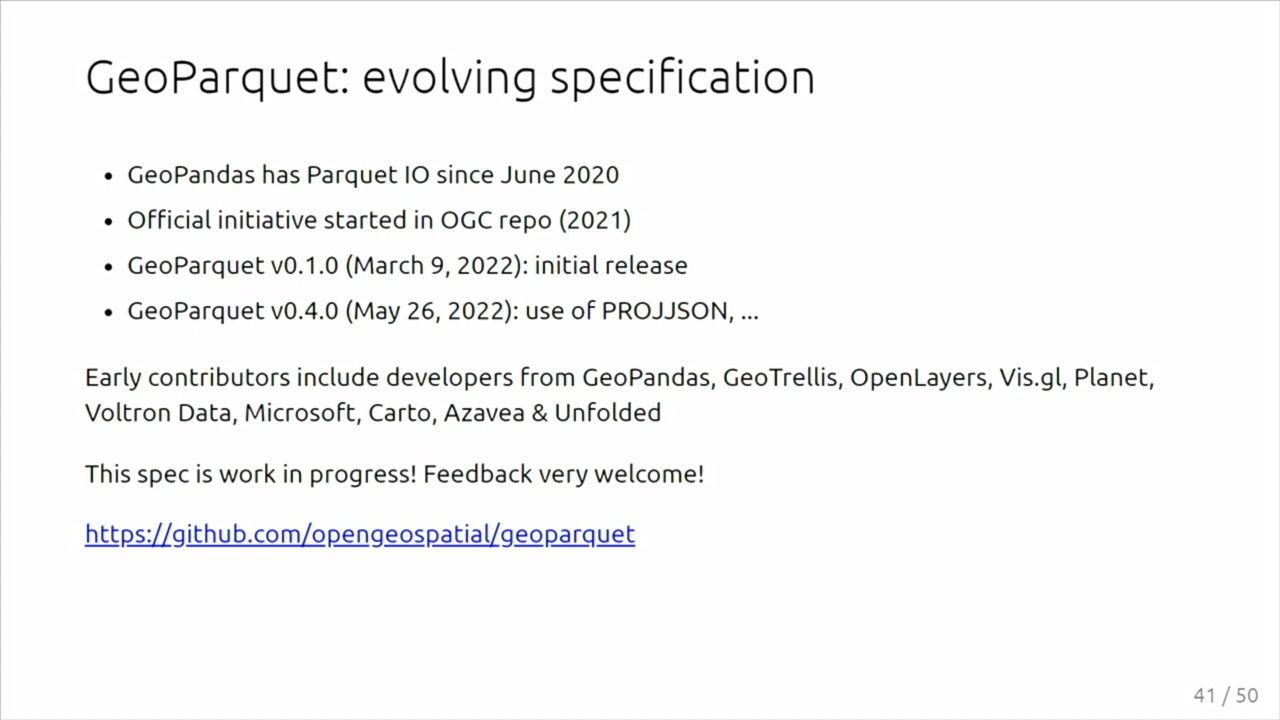 GeoParquet: evolving specification
• GeoPandas has Parquet IO since June 2020
• Official initiative started in OGC repo (2021)
• GeoParquet v0.1.0 (March 9, 2022): initial release
• GeoParquet v0.4.0 (May 26, 2022): use of PROJJSON, ...
Early contributors include developers from GeoPandas, GeoTrellis, OpenLayers, Vis.gl, Planet,
Voltron Data, Microsoft, Carto, Azavea & Unfolded
This spec is work in progress! Feedback very welcome!
https://github.com/opengeospatial/geoparquet
41 / 50